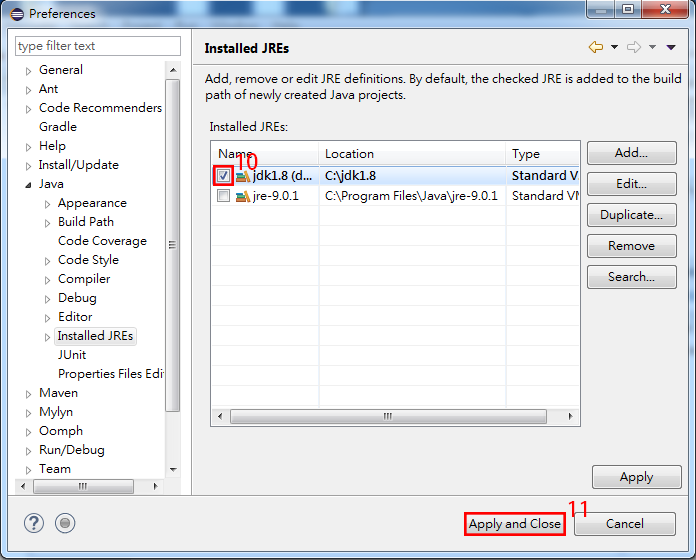 Preferences
type filter text
General
Ant
Code Recommenders
Gradle
Help
Install/Update
Java
Appearance
Build Path
Code Coverage
Code Style
Compiler
Debug
Editor
Installed JREs
JUnit
Properties Files Edi
Maven
Mylyn
Oomph
Run/Debug
Team
Installed JREs
Add, remove or edit JRE definitions. By default, the checked JRE is added to the build
path of newly created Java projects.
Installed JREs:
Name Location Type
10
jdk1.8 (d... C:\jdk1.8 Standard VM
jre-9.0.1 C:\Program Files\Java\jre-9.0.1 Standard VM
Add...
Edit...
Duplicate...
Remove
Search...
Apply
11
Apply and Close
Cancel